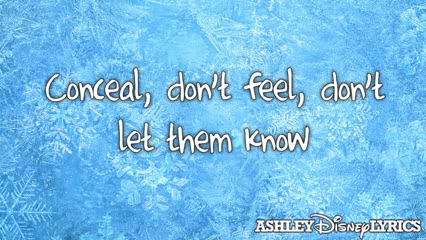 Conceal, don't feel, don't
let them know
ASHLEY DISNEY LYRICS